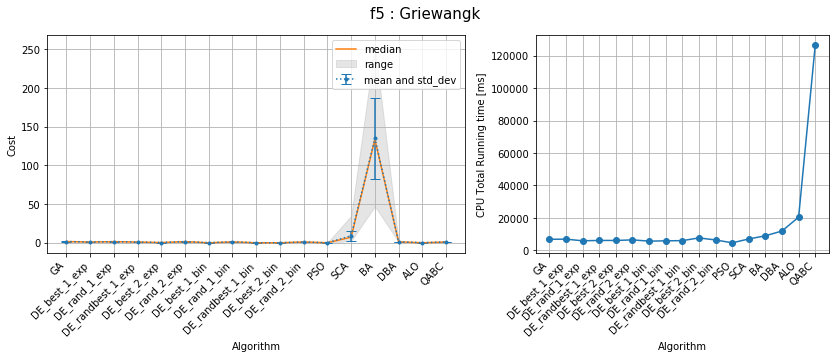 f5 : Griewangk
Cost
250
200
150
100
50
0
median
range
mean and std_dev
GA
DE_best_1_exp
DE_rand_1_exp
DE_randbest_1_exp
DE_best_2_exp
DE_rand_2_exp
DE_best_1_bin
DE_rand_1_bin
DE_randbest_1_bin
DE_best_2_bin
DE_rand_2_bin
PSO
SCA
BA
DBA
ALO
QABC
Algorithm
CPU Total Running time [ms]
120000
100000
80000
60000
40000
20000
0
GA
DE_best_1_exp
DE_rand_1_exp
DE_randbest_1_exp
DE_best_2_exp
DE_rand_2_exp
DE_best_1_bin
DE_rand_1_bin
DE_randbest_1_bin
DE_best_2_bin
DE_rand_2_bin
PSO
SCA
BA
DBA
ALO
QABC
Algorithm